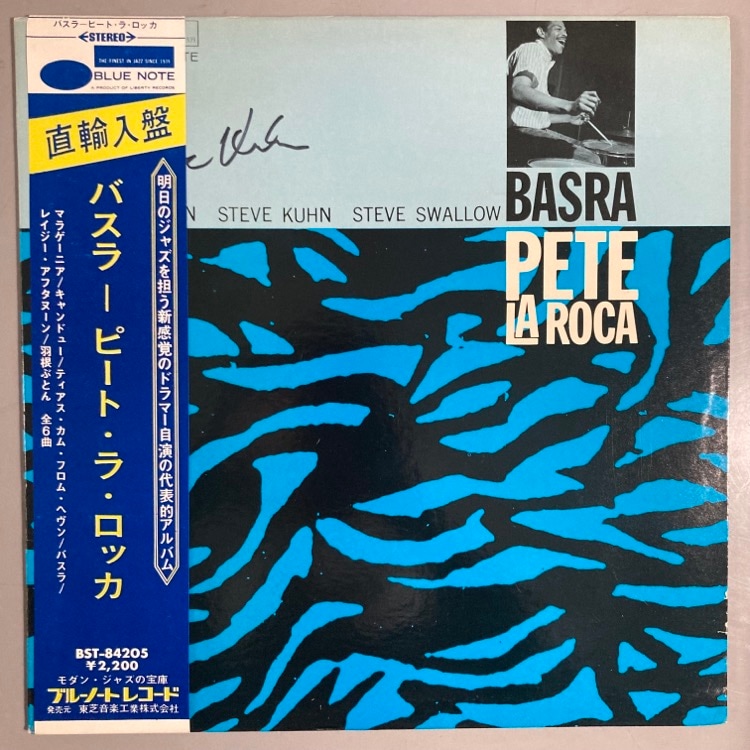 バスラーピート・ラ・ロッカ
STEREO
THE FINEST IN JAZZ SINCE 1939
BLUE NOTE
A PRODUCT OF LIBERTY RECORDS
直輸入盤
明日のジャズを担う新感覚のドラマー自演の代表的アルバム
バスラーピート・ラ・ロッカ
マラゲーニア/キャンドュー/ティアス・カム・フロム・ヘヴン/バスラ/
レイジー・アフタヌーン/羽根ぶとん 全6曲
BST-84205
¥2,200
モダン・ジャズの宝庫
ブルーノートレコード
発売元 東芝音楽工業株式会社
TE
Kuhn
N STEVE KUHN STEVE SWALLOW
BASRA
PETE
LA ROCA